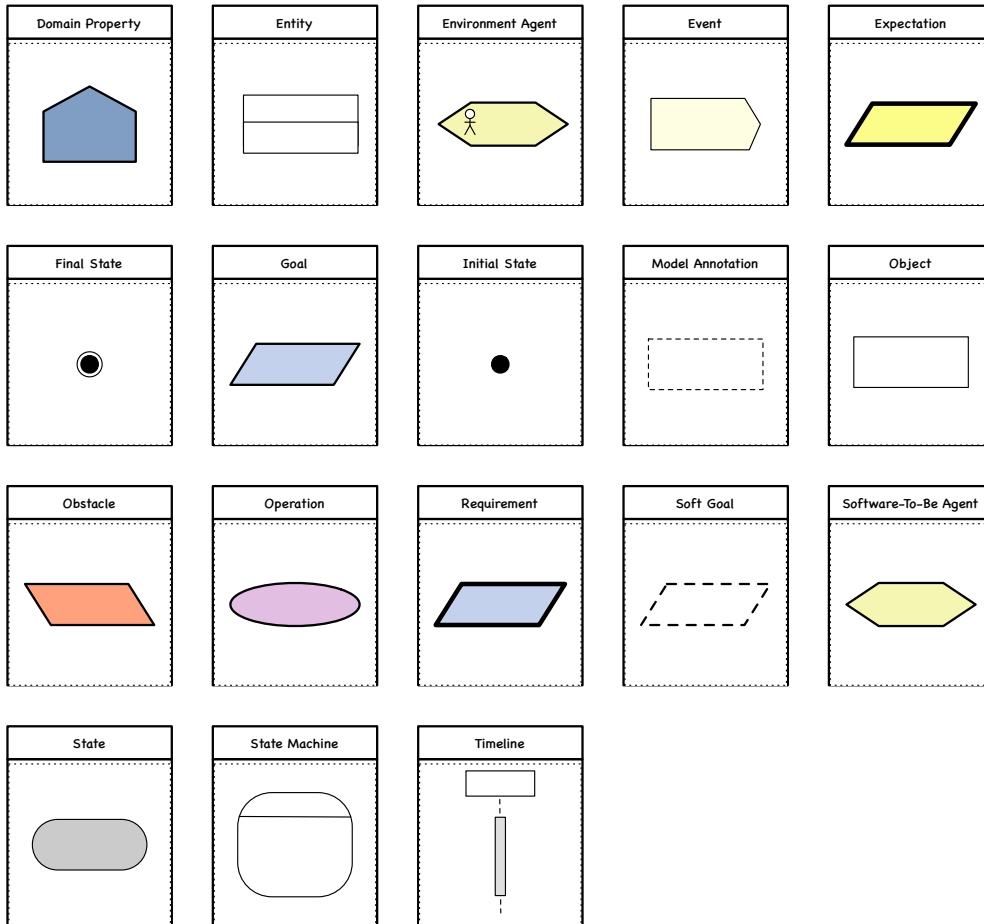 Domain Property
Entity
Environment Agent
Event
Expectation
Final State
Goal
Initial State
Model Annotation
Object
Obstacle
Operation
Requirement
Soft Goal
Software-To-Be Agent
State
State Machine
Timeline